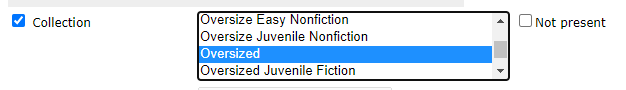 Collection
Oversize Easy Nonfiction
Oversize Juvenile Nonfiction
Oversized
Oversized Juvenile Fiction
Not present